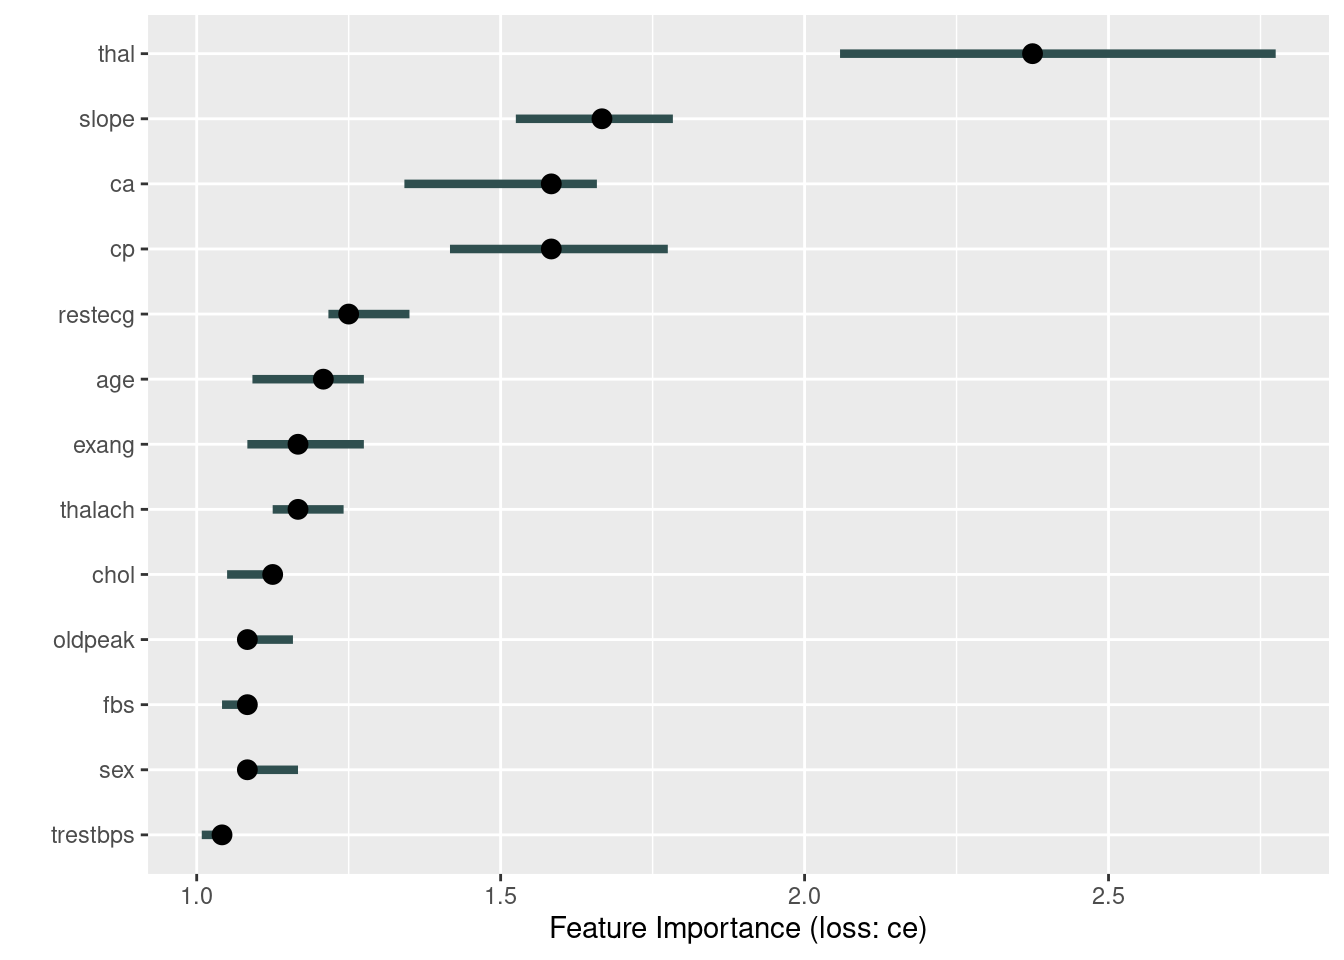 thal
slope
ca
cp
restecg
age
exang
thalach
chol
oldpeak
fbs
sex
trestbps
1.0 1.5 2.0 2.5
Feature Importance (loss: ce)